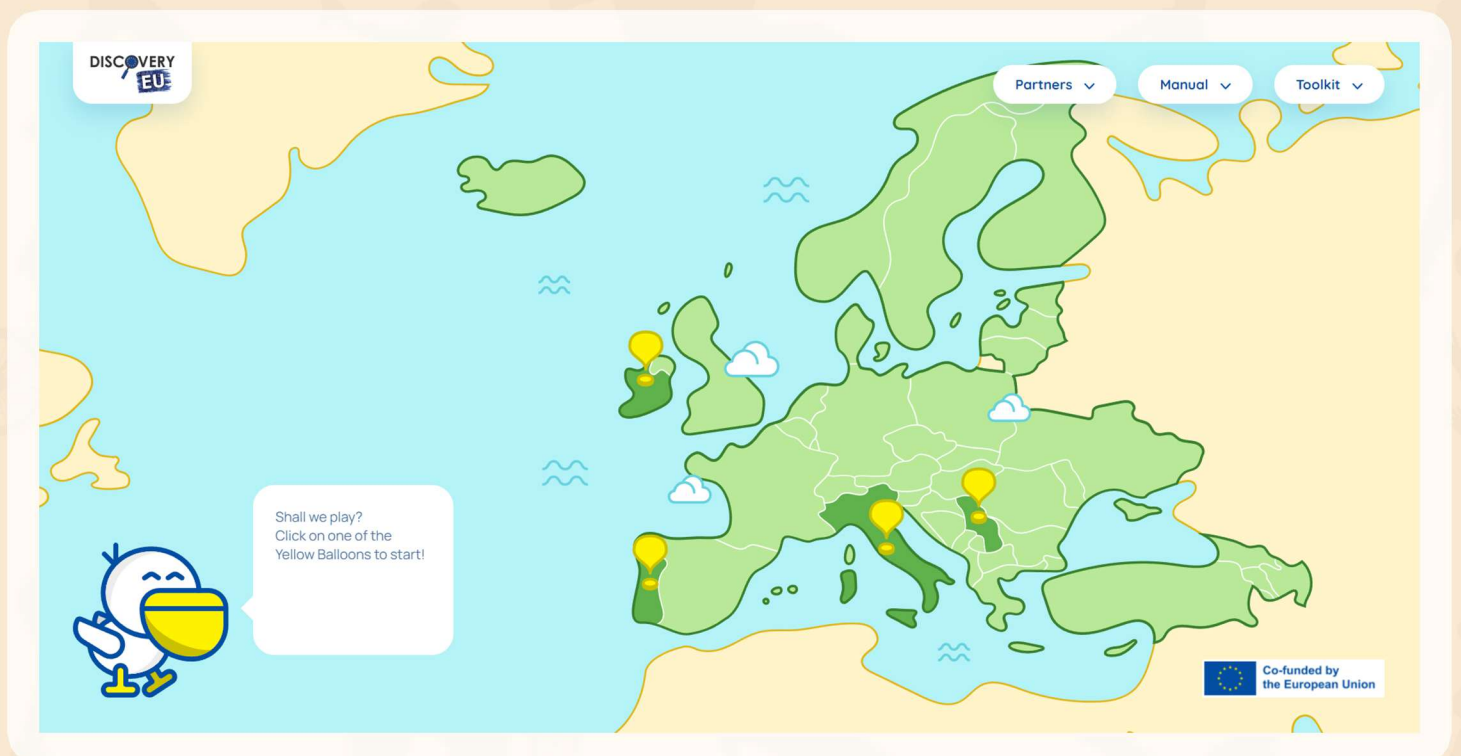 DISCOVERY
EU
Partners
Manual
Toolkit
Shall we play?
Click on one of the
Yellow Balloons to start!
Co-funded by
the European Union